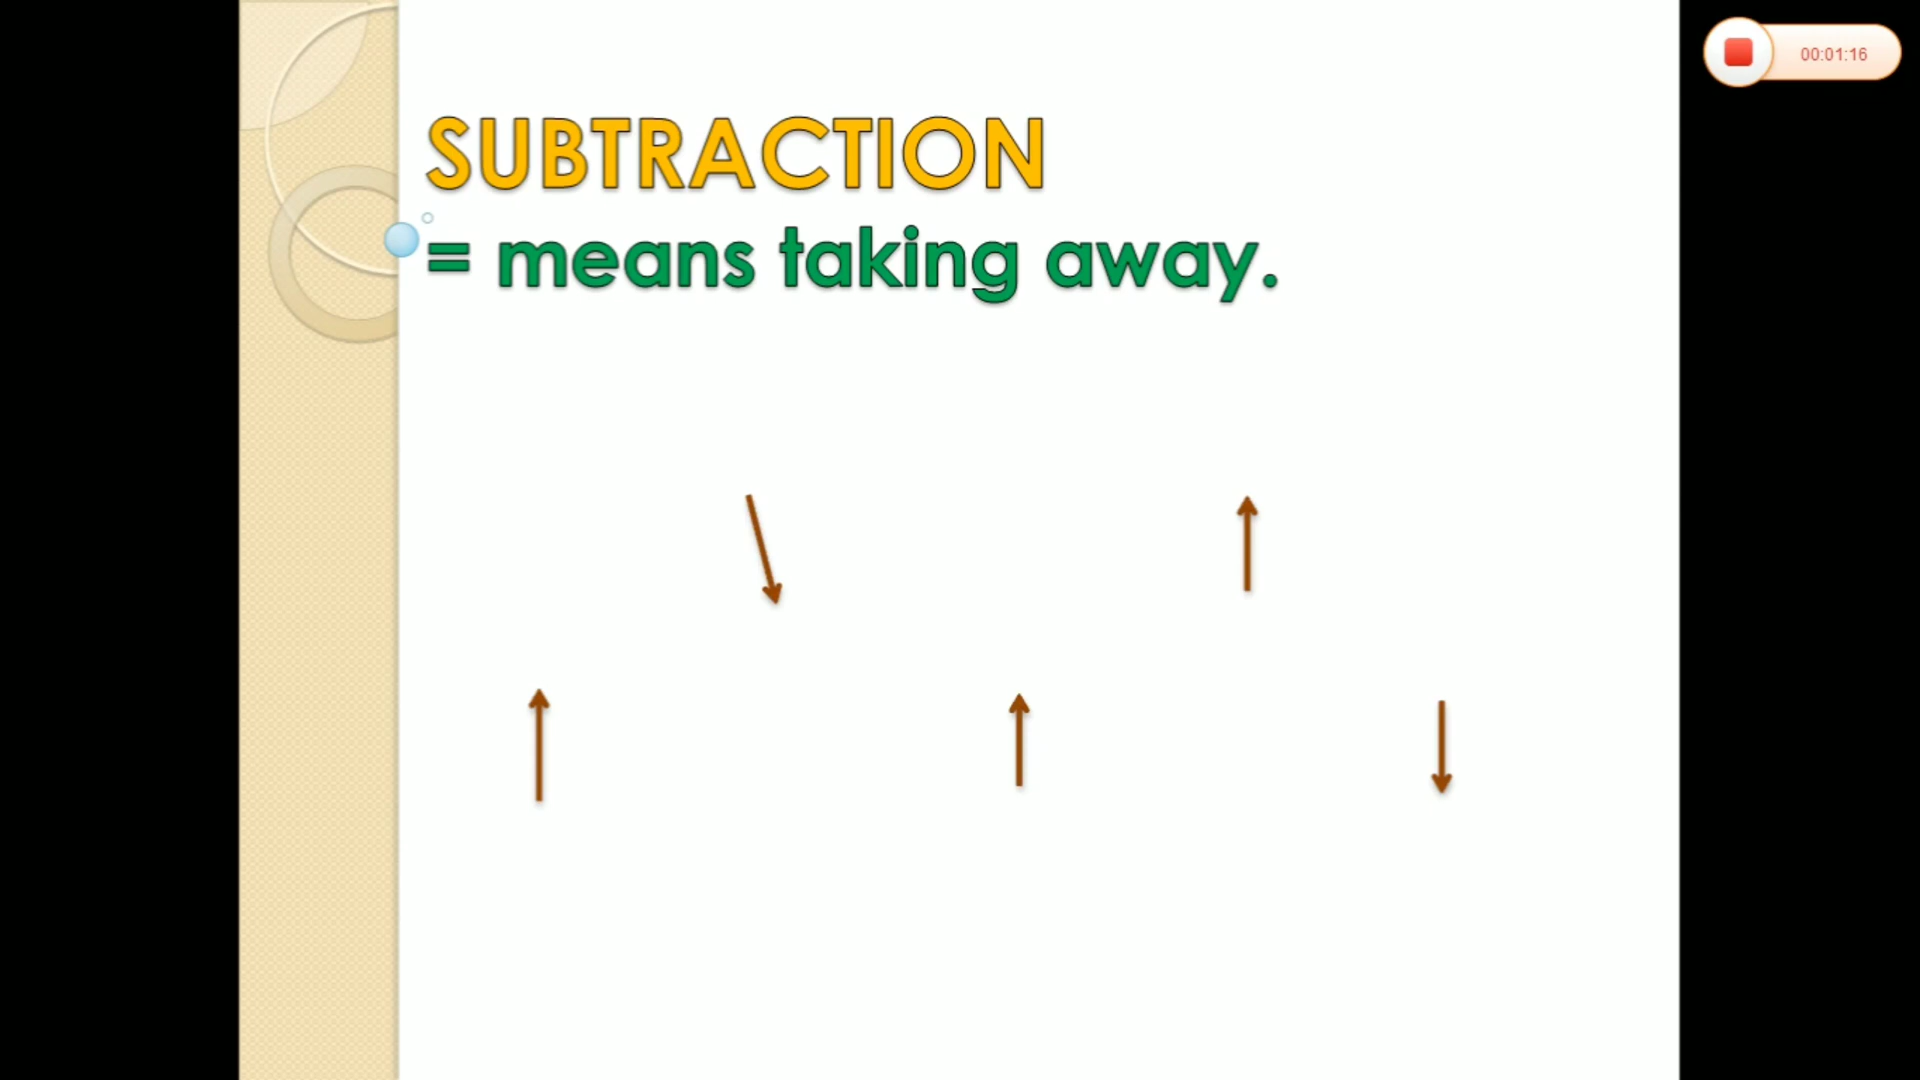 00:01:16
SUBTRACTION
= means taking away.